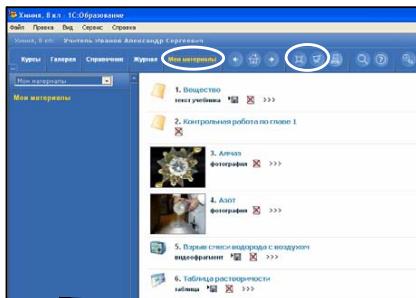 Химия, 8 кл - 1С:Образование
Файл Правка Вид Сервис Справка
Химия, 8 кл. Учитель Иванов Александр Сергеевич
Курсы Галерея Справочник Журнал Мои материалы
Мои материалы
Мои материалы
1. Вещество
текст учебника >>>
2. Контрольная работа по главе 1
3. Алмаз
фотография >>>
4. Азот
фотография >>>
5. Взрыв смеси водорода с воздухом
видеофрагмент >>>
6. Таблица растворимости
таблица >>>